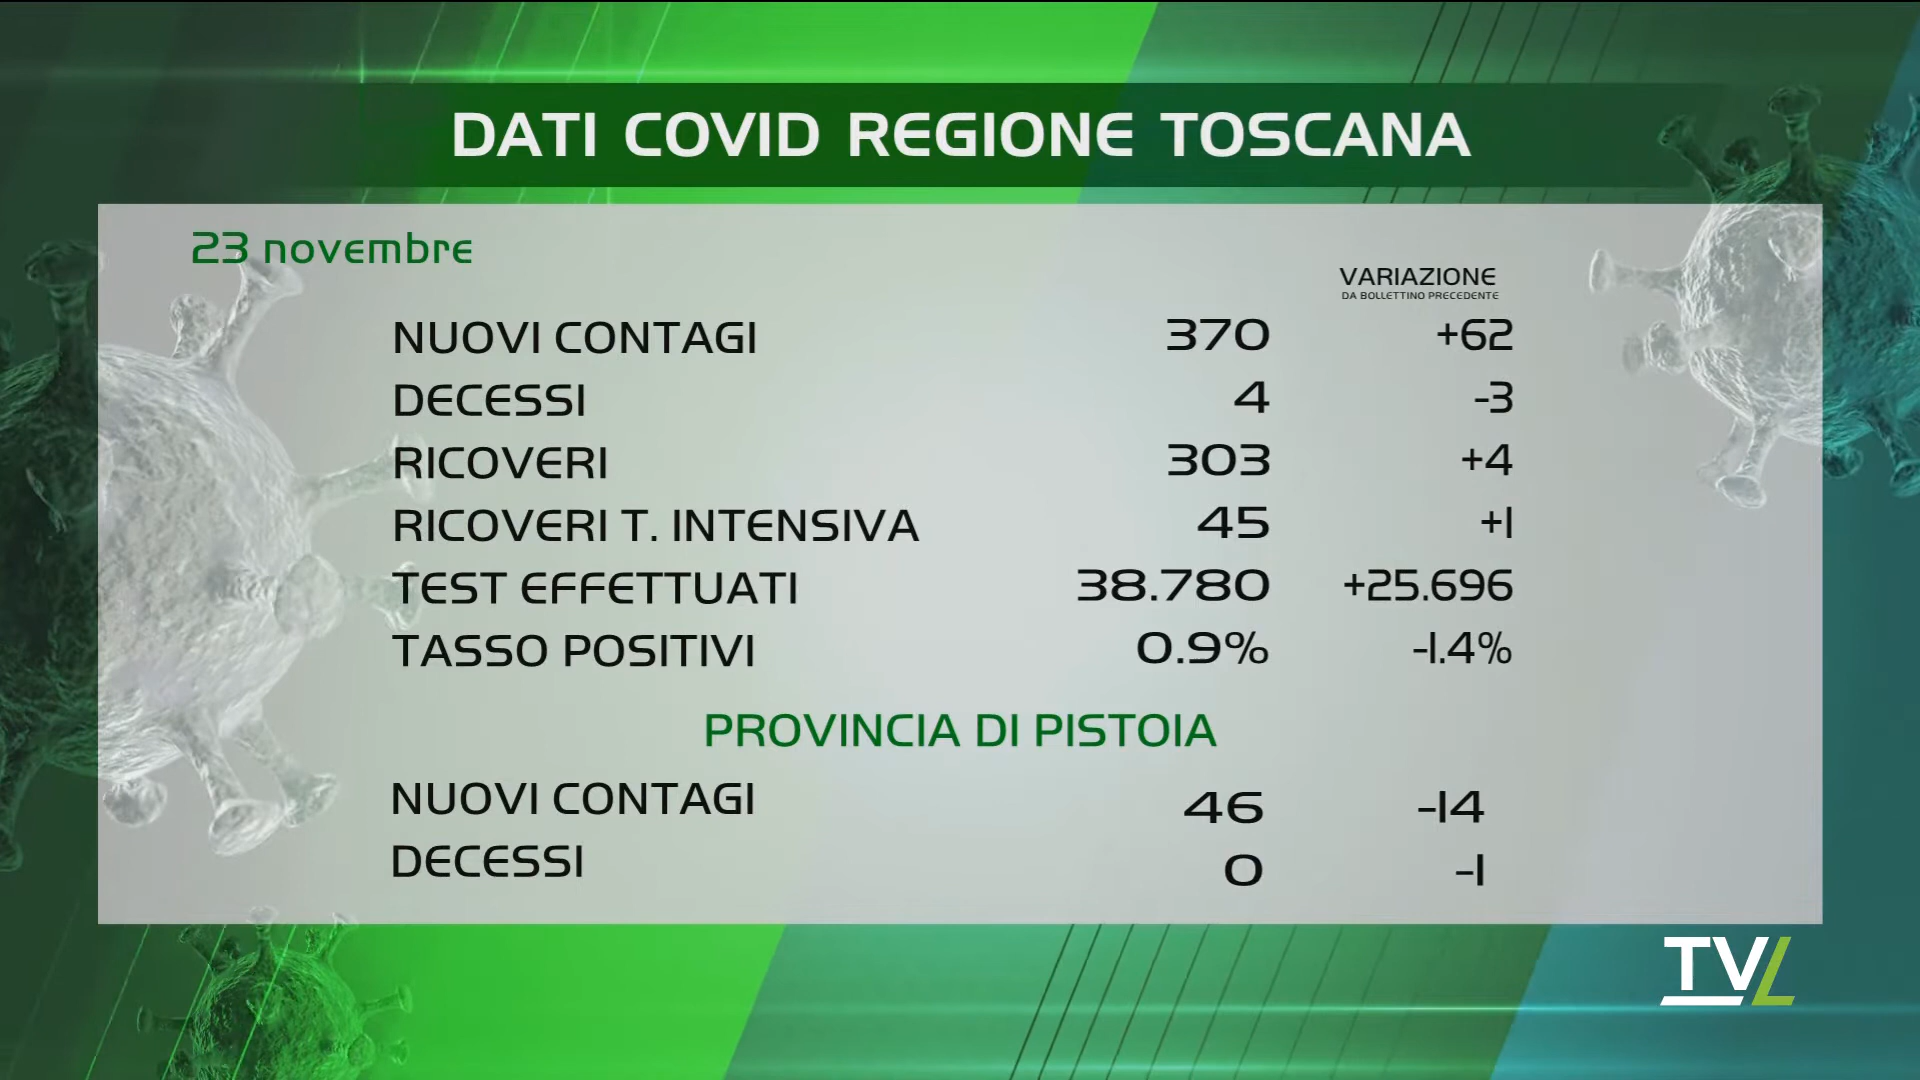 DATI COVID REGIONE TOSCANA
23 novembre
VARIAZIONE
DA BOLLETTINO PRECEDENTE
NUOVI CONTAGI 370 +62
DECESSI 4 -3
RICOVERI 303 +4
RICOVERI T. INTENSIVA 45 +1
TEST EFFETTUATI 38.780 +25.696
TASSO POSITIVI 0.9% -1.4%
PROVINCIA DI PISTOIA
NUOVI CONTAGI 46 -14
DECESSI 0 -1
TVL